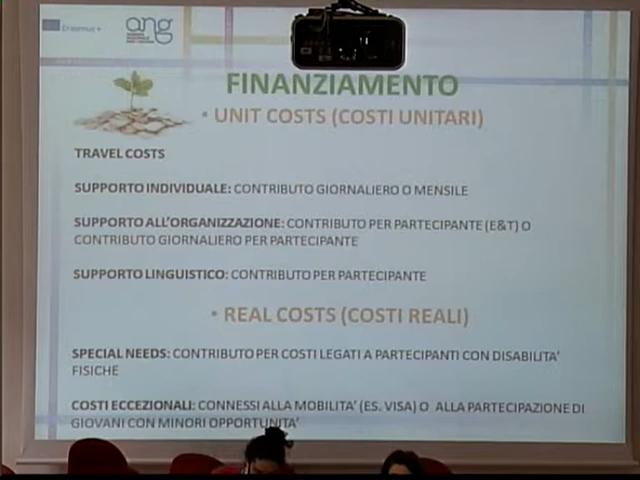 Erasmus+
ang
FINANZIAMENTO
• UNIT COSTS (COSTI UNITARI)
TRAVEL COSTS
SUPPORTO INDIVIDUALE: CONTRIBUTO GIORNALIERO O MENSILE
SUPPORTO ALL'ORGANIZZAZIONE: CONTRIBUTO PER PARTECIPANTE (E&T) O
CONTRIBUTO GIORNALIERO PER PARTECIPANTE
SUPPORTO LINGUISTICO: CONTRIBUTO PER PARTECIPANTE
• REAL COSTS (COSTI REALI)
SPECIAL NEEDS: CONTRIBUTO PER COSTI LEGATI A PARTECIPANTI CON DISABILITA'
FISICHE
COSTI ECCEZIONALI: CONNESSI ALLA MOBILITA' (ES. VISA) O ALLA PARTECIPAZIONE DI
GIOVANI CON MINORI OPPORTUNITA'